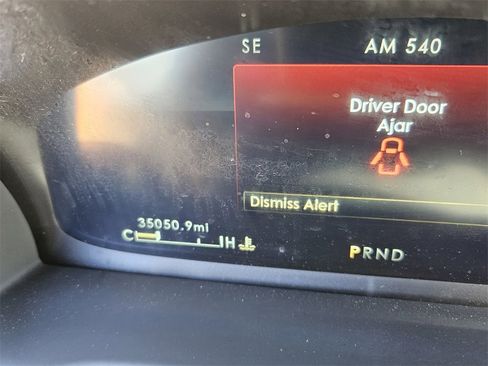 SE AM 540
Driver Door
Ajar
Dismiss Alert
35050.9mi
C H
PRND